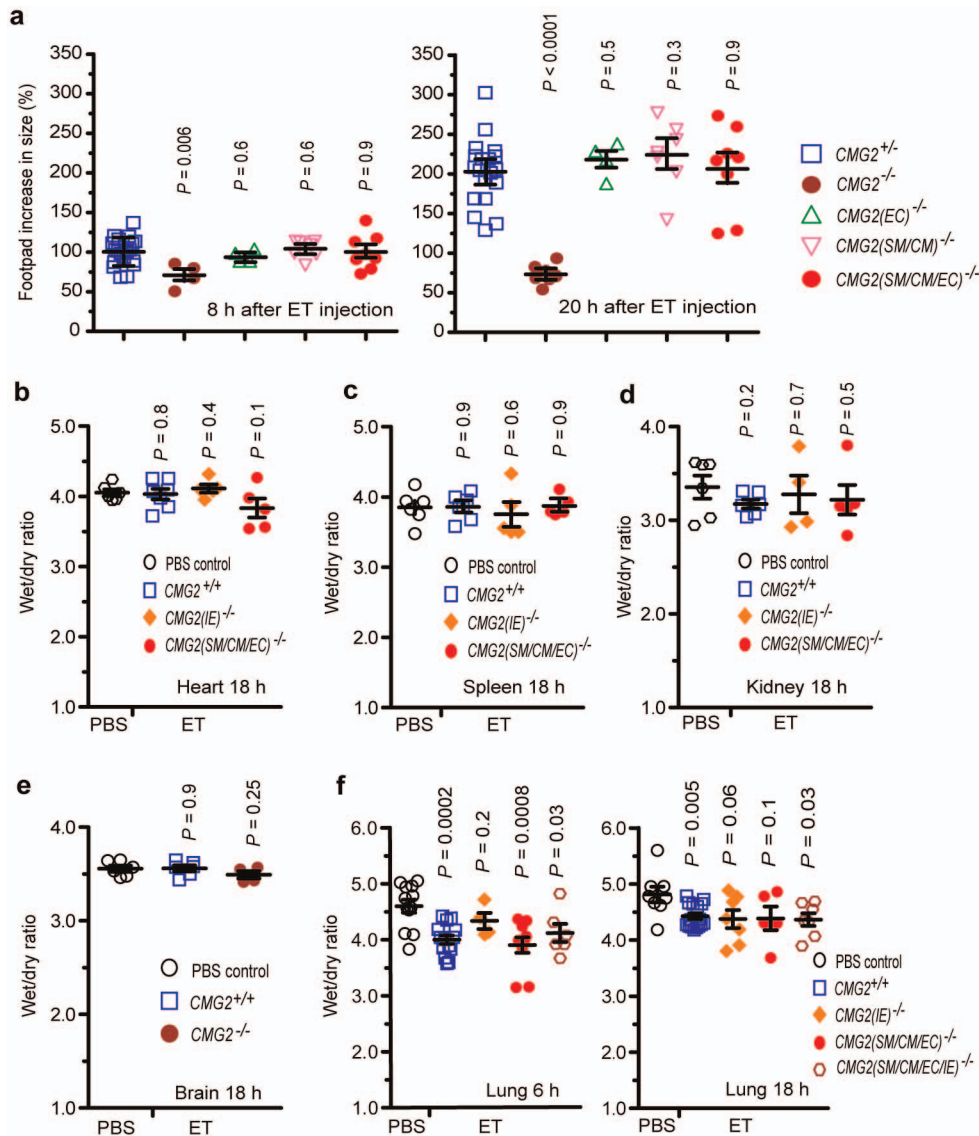 a
Footpad increase in size (%)
350
300
250
200
150
100
50
0
P = 0.006
P = 0.6
P = 0.6
P = 0.9
8 h after ET injection
350
300
250
200
150
100
50
0
P < 0.0001
P = 0.5
P = 0.3
P = 0.9
20 h after ET injection
CMG2+/-
CMG2-/-
CMG2(EC)-/-
CMG2(SM/CM)-/-
CMG2(SM/CM/EC)-/-
b
Wet/dry ratio
5.0
4.0
3.0
2.0
1.0
P = 0.8
P = 0.4
P = 0.1
PBS control
CMG2+/+
CMG2(IE)-/-
CMG2(SM/CM/EC)-/-
Heart 18 h
PBS
ET
c
Wet/dry ratio
5.0
4.0
3.0
2.0
1.0
P = 0.9
P = 0.6
P = 0.9
PBS control
CMG2+/+
CMG2(IE)-/-
CMG2(SM/CM/EC)-/-
Spleen 18 h
PBS
ET
d
Wet/dry ratio
4.0
3.0
2.0
1.0
P = 0.2
P = 0.7
P = 0.5
PBS control
CMG2+/+
CMG2(IE)-/-
CMG2(SM/CM/EC)-/-
Kidney 18 h
PBS
ET
e
Wet/dry ratio
4.0
3.0
2.0
1.0
P = 0.9
P = 0.25
PBS control
CMG2+/+
CMG2-/-
Brain 18 h
PBS
ET
f
Wet/dry ratio
6.0
5.0
4.0
3.0
2.0
1.0
P = 0.0002
P = 0.2
P = 0.0008
P = 0.03
Lung 6 h
PBS
ET
Wet/dry ratio
6.0
5.0
4.0
3.0
2.0
1.0
P = 0.005
P = 0.06
P = 0.1
P = 0.03
PBS control
CMG2+/+
CMG2(IE)-/-
CMG2(SM/CM/EC)-/-
CMG2(SM/CM/EC/IE)-/-
Lung 18 h
PBS
ET